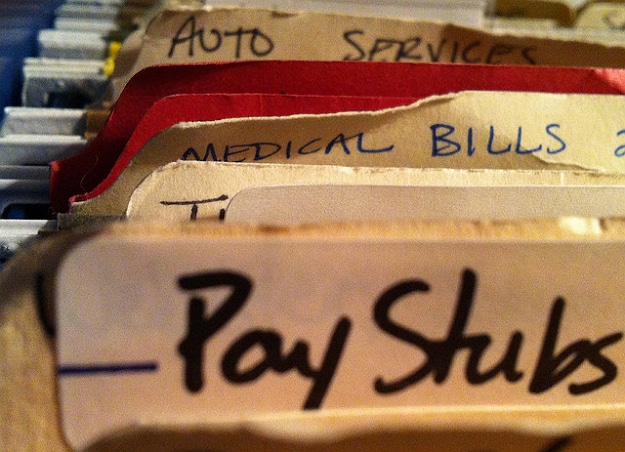 AUTO SERVICES
MEDICAL BILLS
Pay Stubs